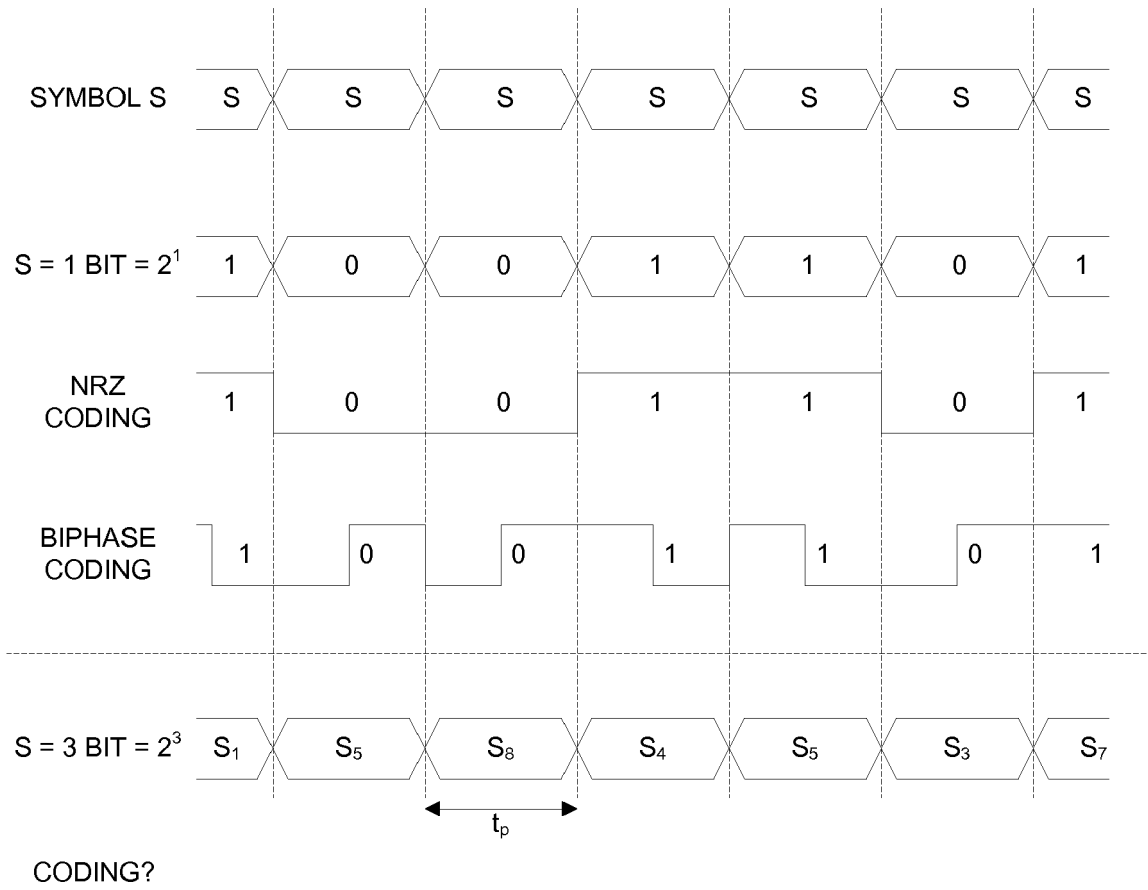 SYMBOL S S S S S S S S
S = 1 BIT = 2¹ 1 0 0 1 1 0 1
NRZ
CODING 1 0 0 1 1 0 1
BIPHASE
CODING 1 0 0 1 1 0 1
S = 3 BIT = 2³ S₁ S₅ S₈ S₄ S₅ S₃ S₇
tₚ
CODING?